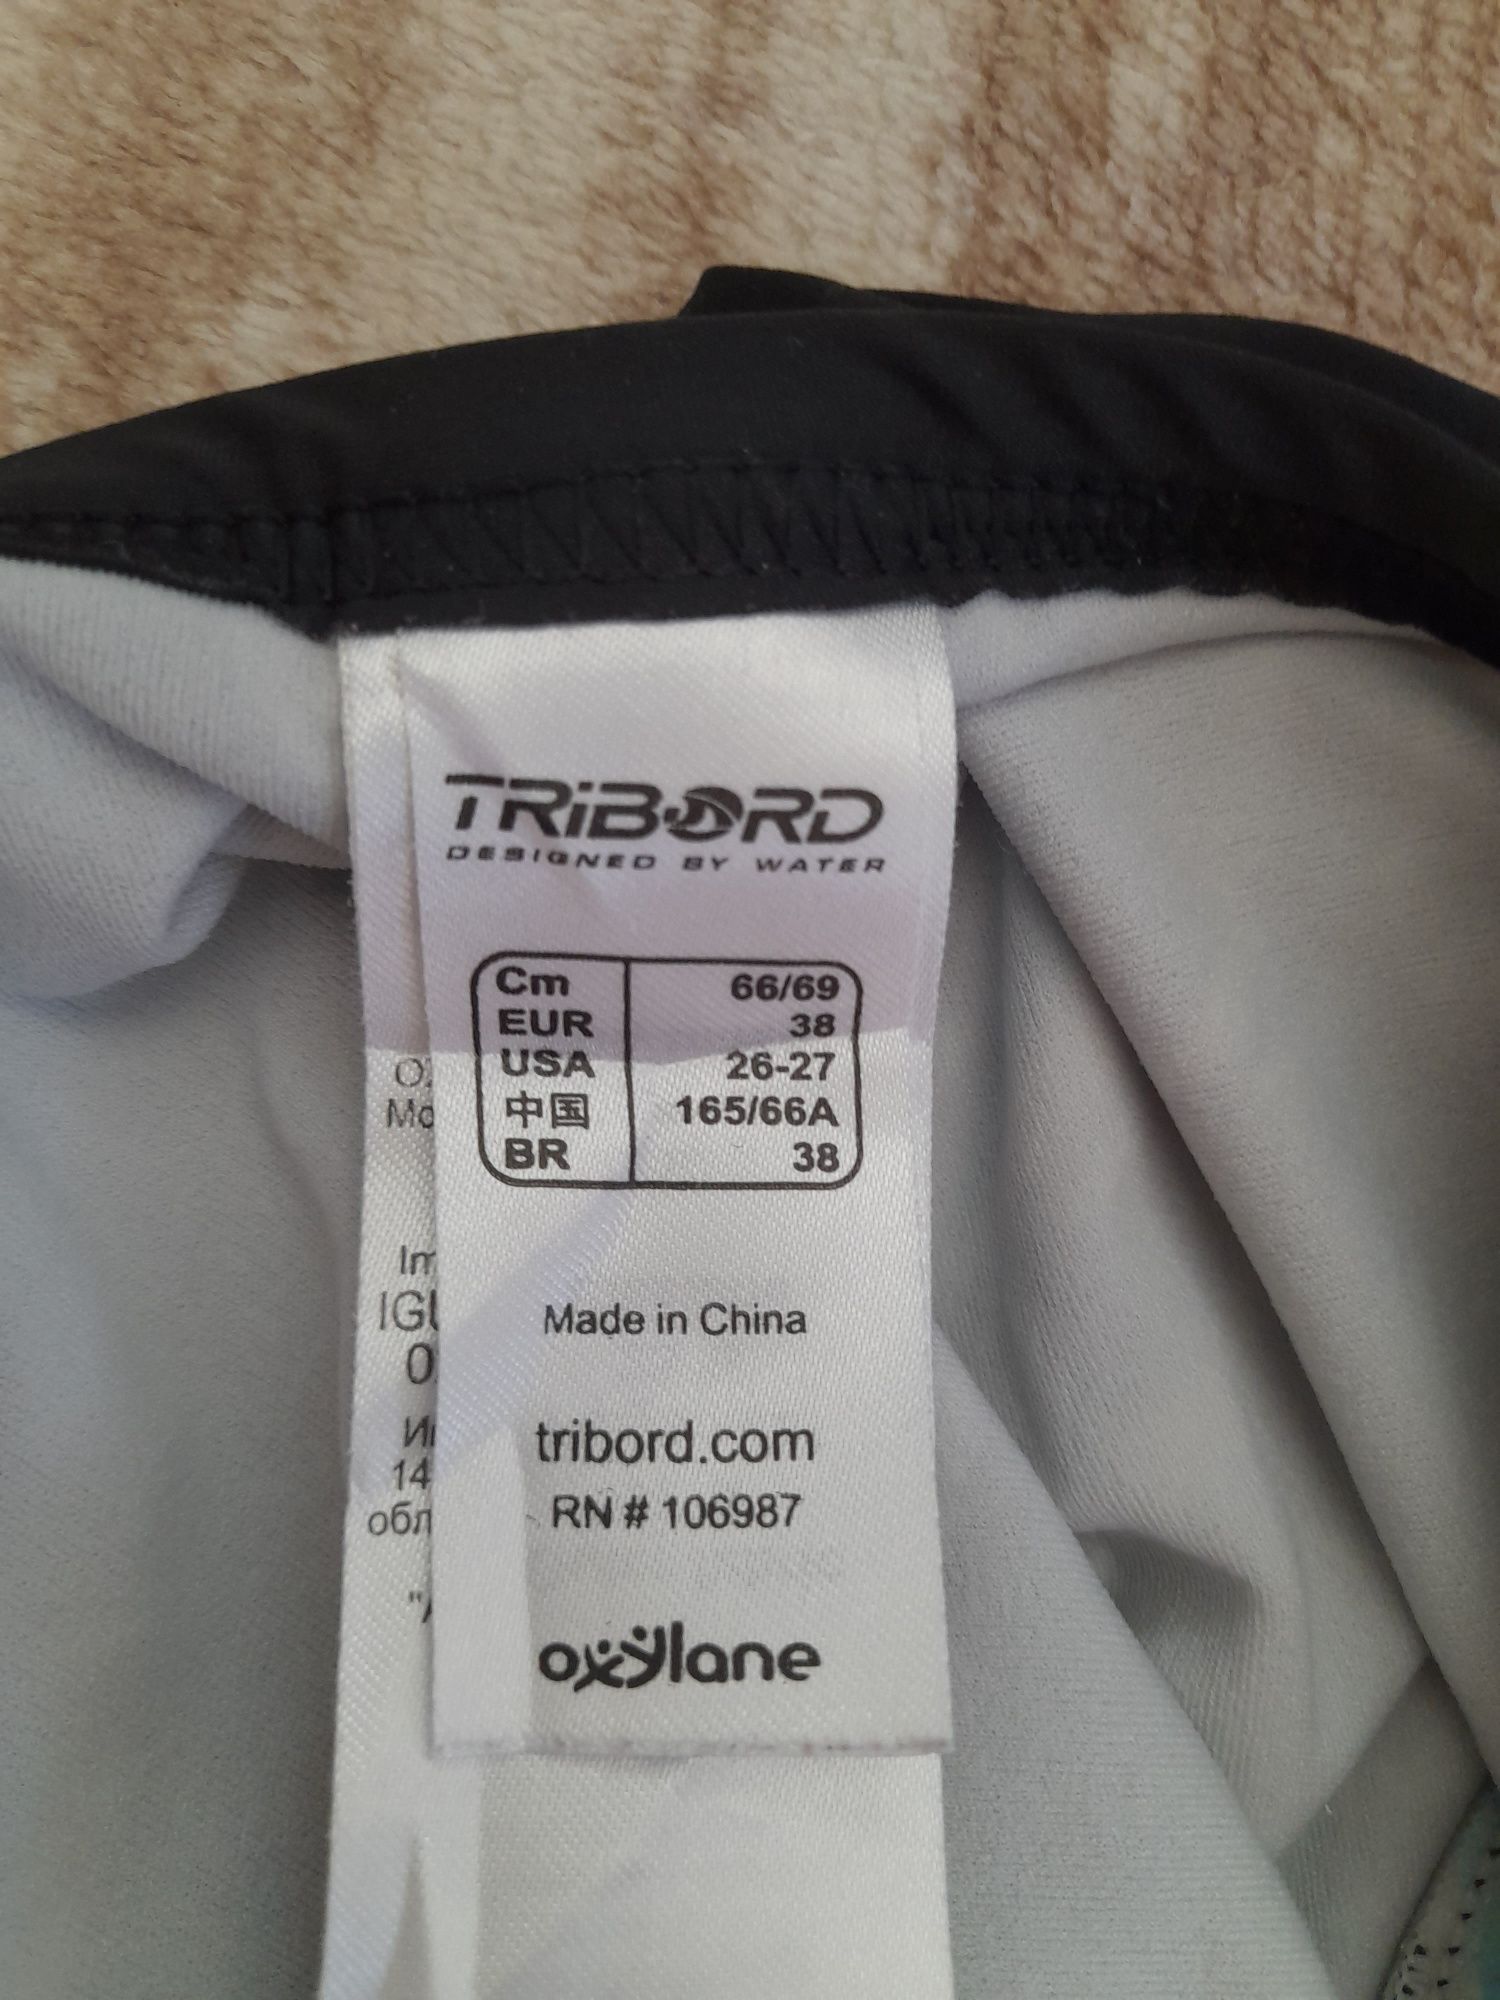 TRIBORD
DESIGNED BY WATER
Cm 66/69
EUR 38
USA 26-27
中国 165/66A
BR 38
Made in China
tribord.com
RN # 106987
oxylane